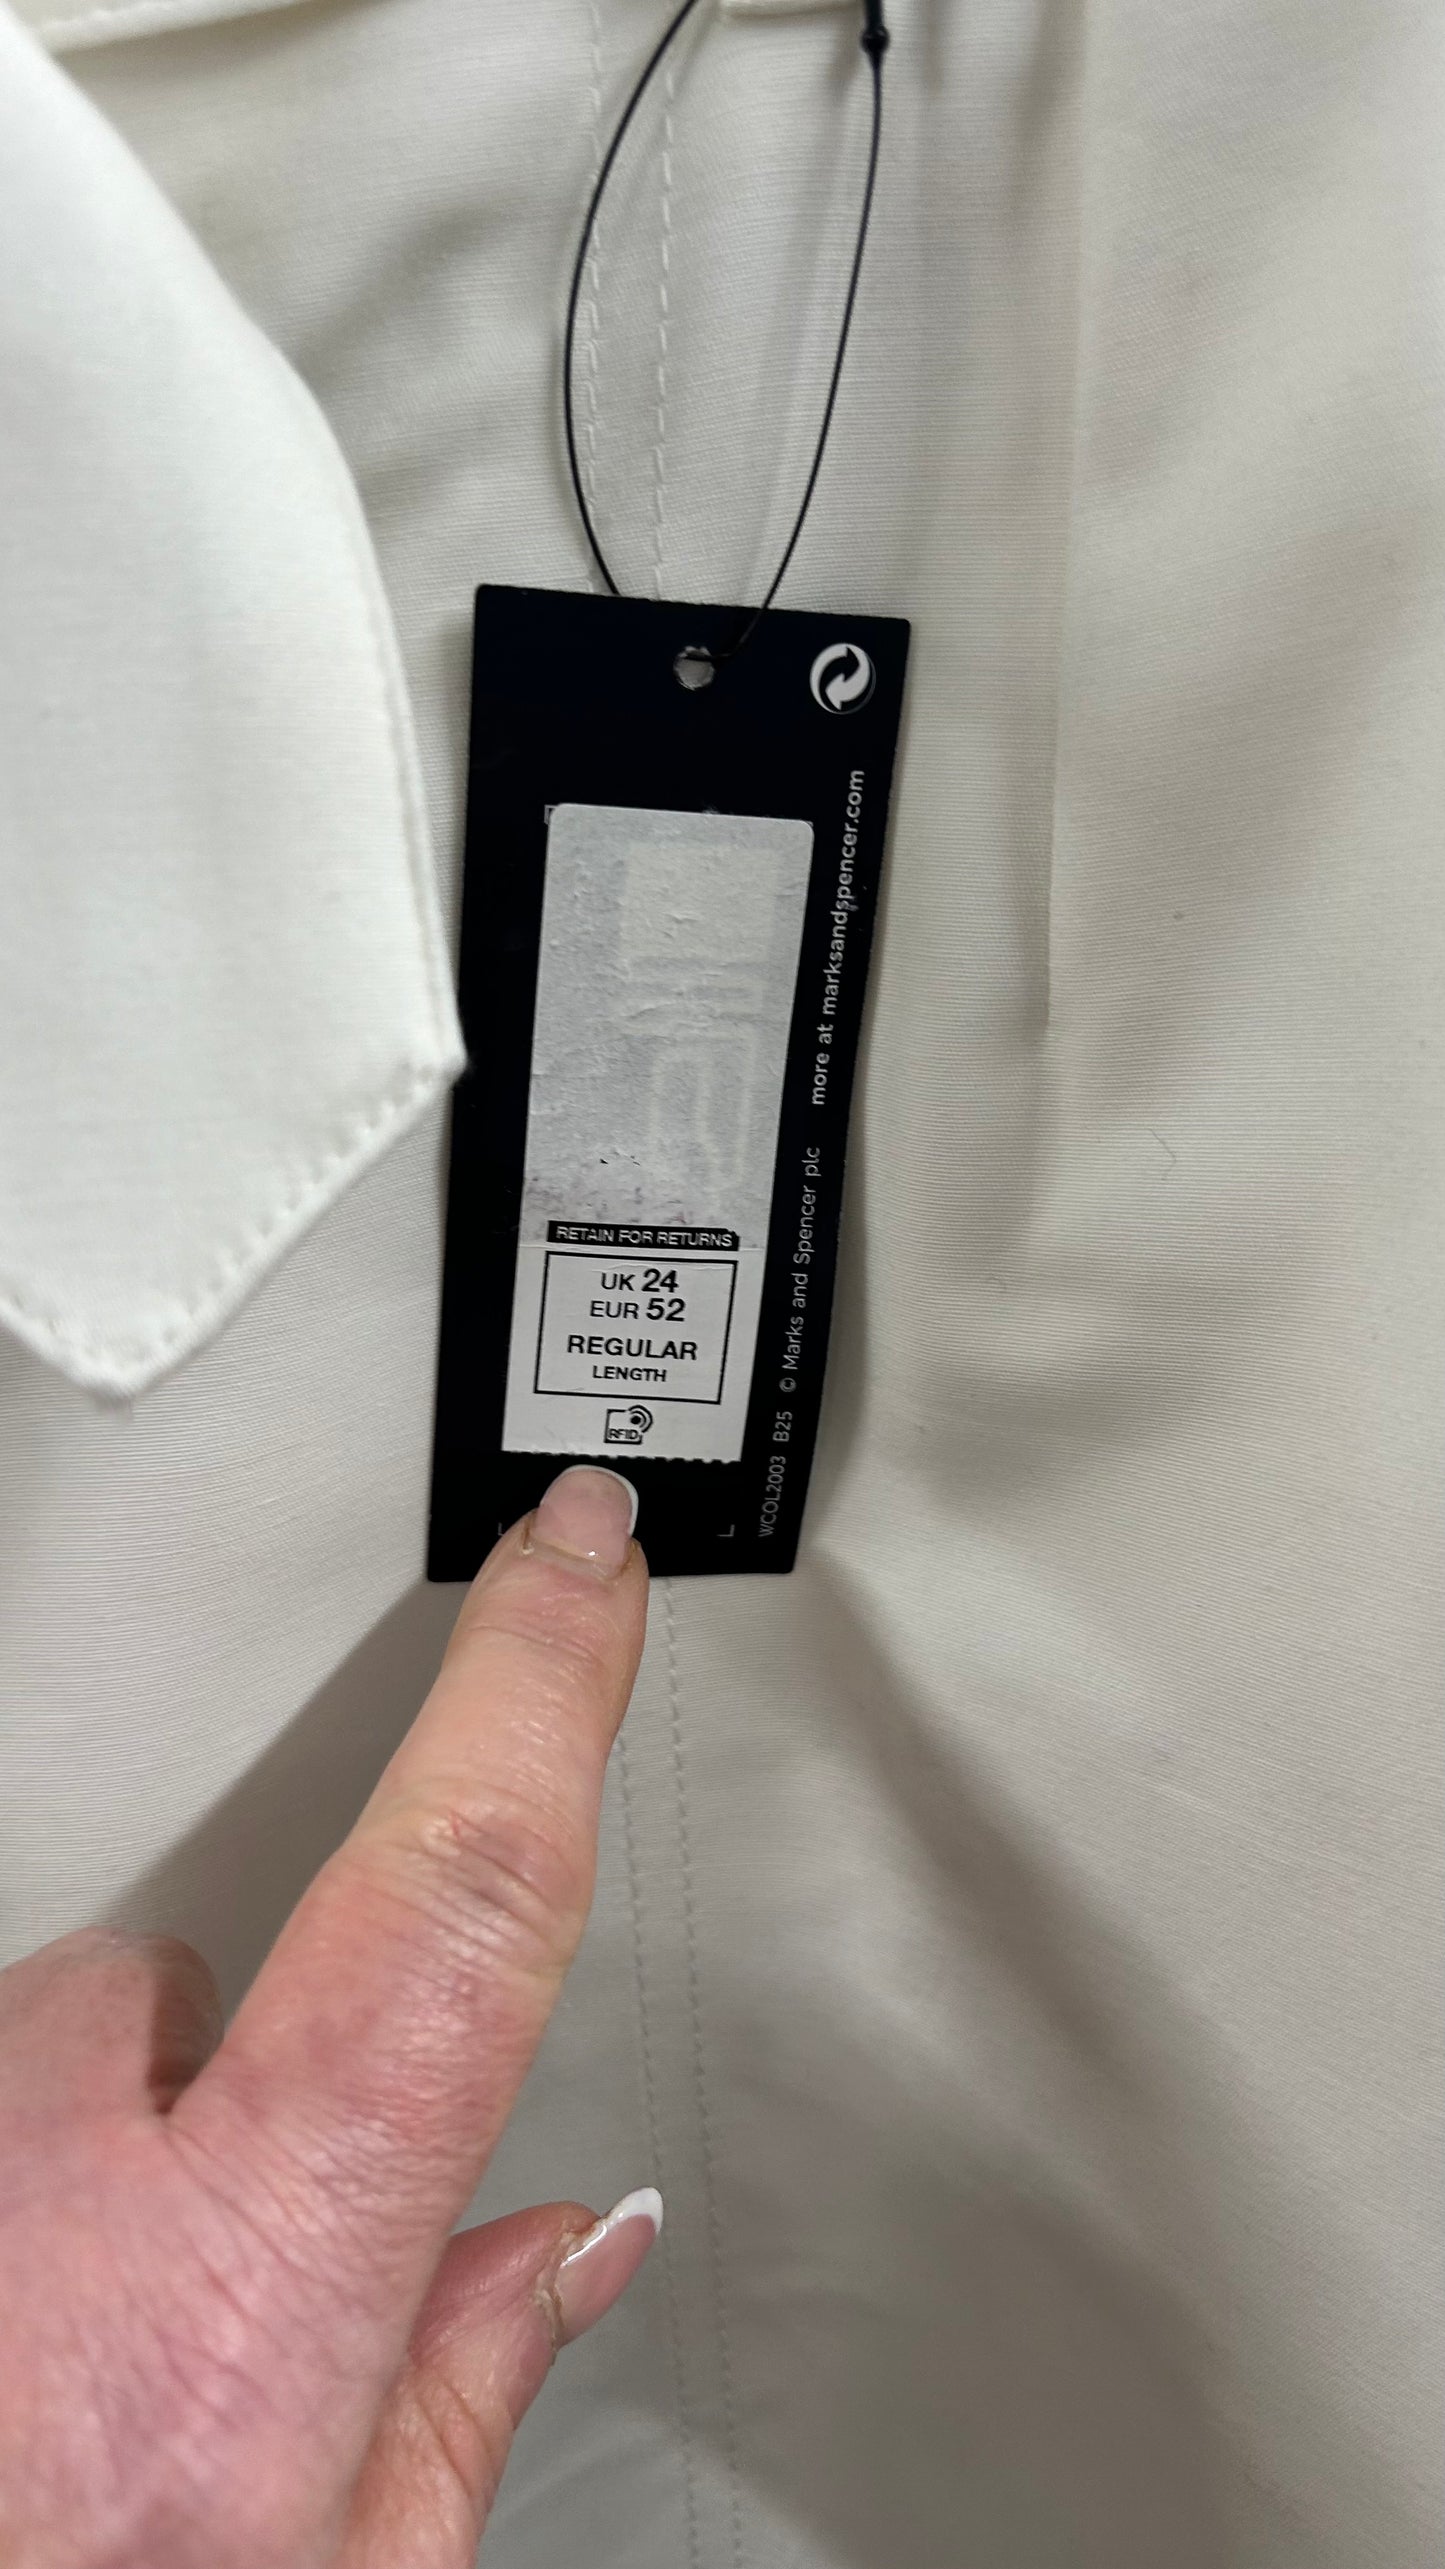 RETAIN FOR RETURNS
UK 24
EUR 52
REGULAR
LENGTH
RFID
WCOL2003 B25 © Marks and Spencer plc more at marksandspencer.com